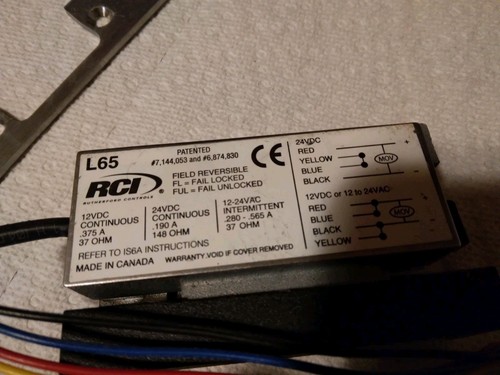 L65
PATENTED
#7,144,053 and #6,874,830
CE
RCI
RUTHERFORD CONTROLS
FIELD REVERSIBLE
FL = FAIL LOCKED
FUL = FAIL UNLOCKED
12VDC
CONTINUOUS
.375 A
37 OHM
24VDC
CONTINUOUS
.190 A
148 OHM
12-24VAC
INTERMITTENT
.280 - .565A
37 OHM
REFER TO IS6A INSTRUCTIONS
MADE IN CANADA
WARRANTY VOID IF COVER REMOVED
24VDC
RED
YELLOW
BLUE
BLACK
+
MOV
-
12VDC or 12 to 24VAC
RED
BLUE
BLACK
YELLOW
+
MOV
-